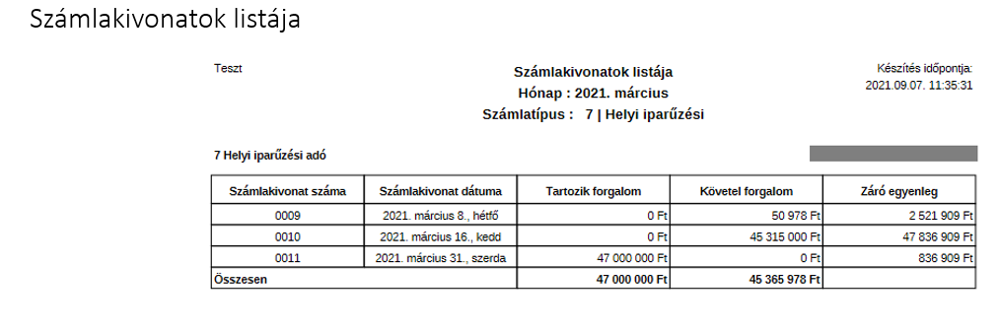 Számlakivonatok listája
Teszt
Számlakivonatok listája
Készítés időpontja:
Hónap : 2021. március
2021.09.07. 11:35:31
Számlatípus : 7 | Helyi iparűzési
7 Helyi iparűzési adó
Számlakivonat száma Számlakivonat dátuma Tartozik forgalom Követel forgalom Záró egyenleg
0009 2021. március 8., hétfő 0 Ft 50 978 Ft 2 521 909 Ft
0010 2021. március 16., kedd 0 Ft 45 315 000 Ft 47 836 909 Ft
0011 2021. március 31., szerda 47 000 000 Ft 0 Ft 836 909 Ft
Összesen 47 000 000 Ft 45 365 978 Ft